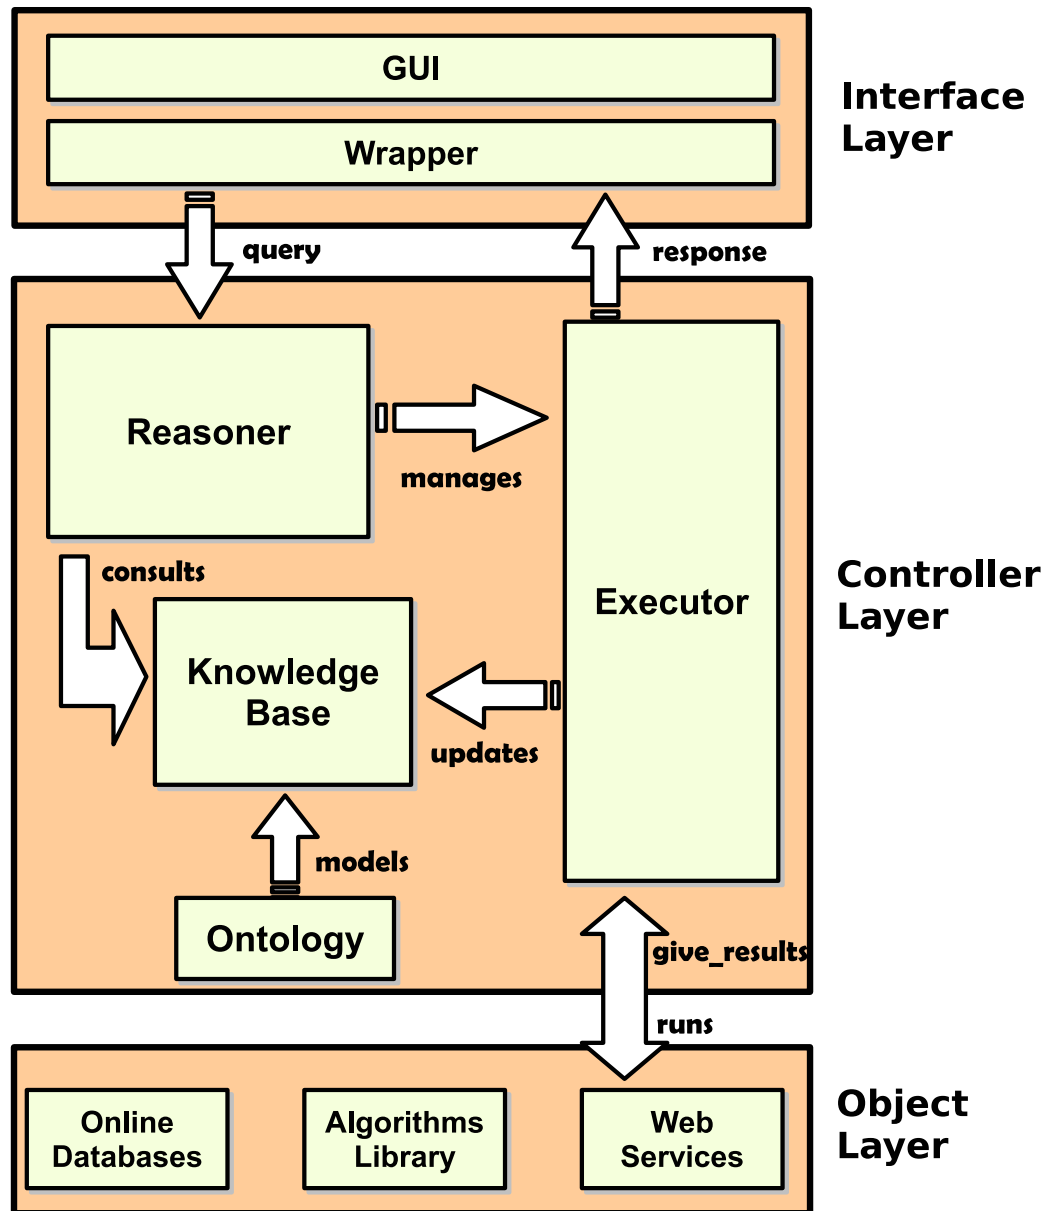 GUI
Interface
Layer
Wrapper
query
response
Reasoner
manages
consults
Executor
Controller
Layer
Knowledge
Base
updates
models
Ontology
give_results
runs
Online
Databases
Algorithms
Library
Web
Services
Object
Layer